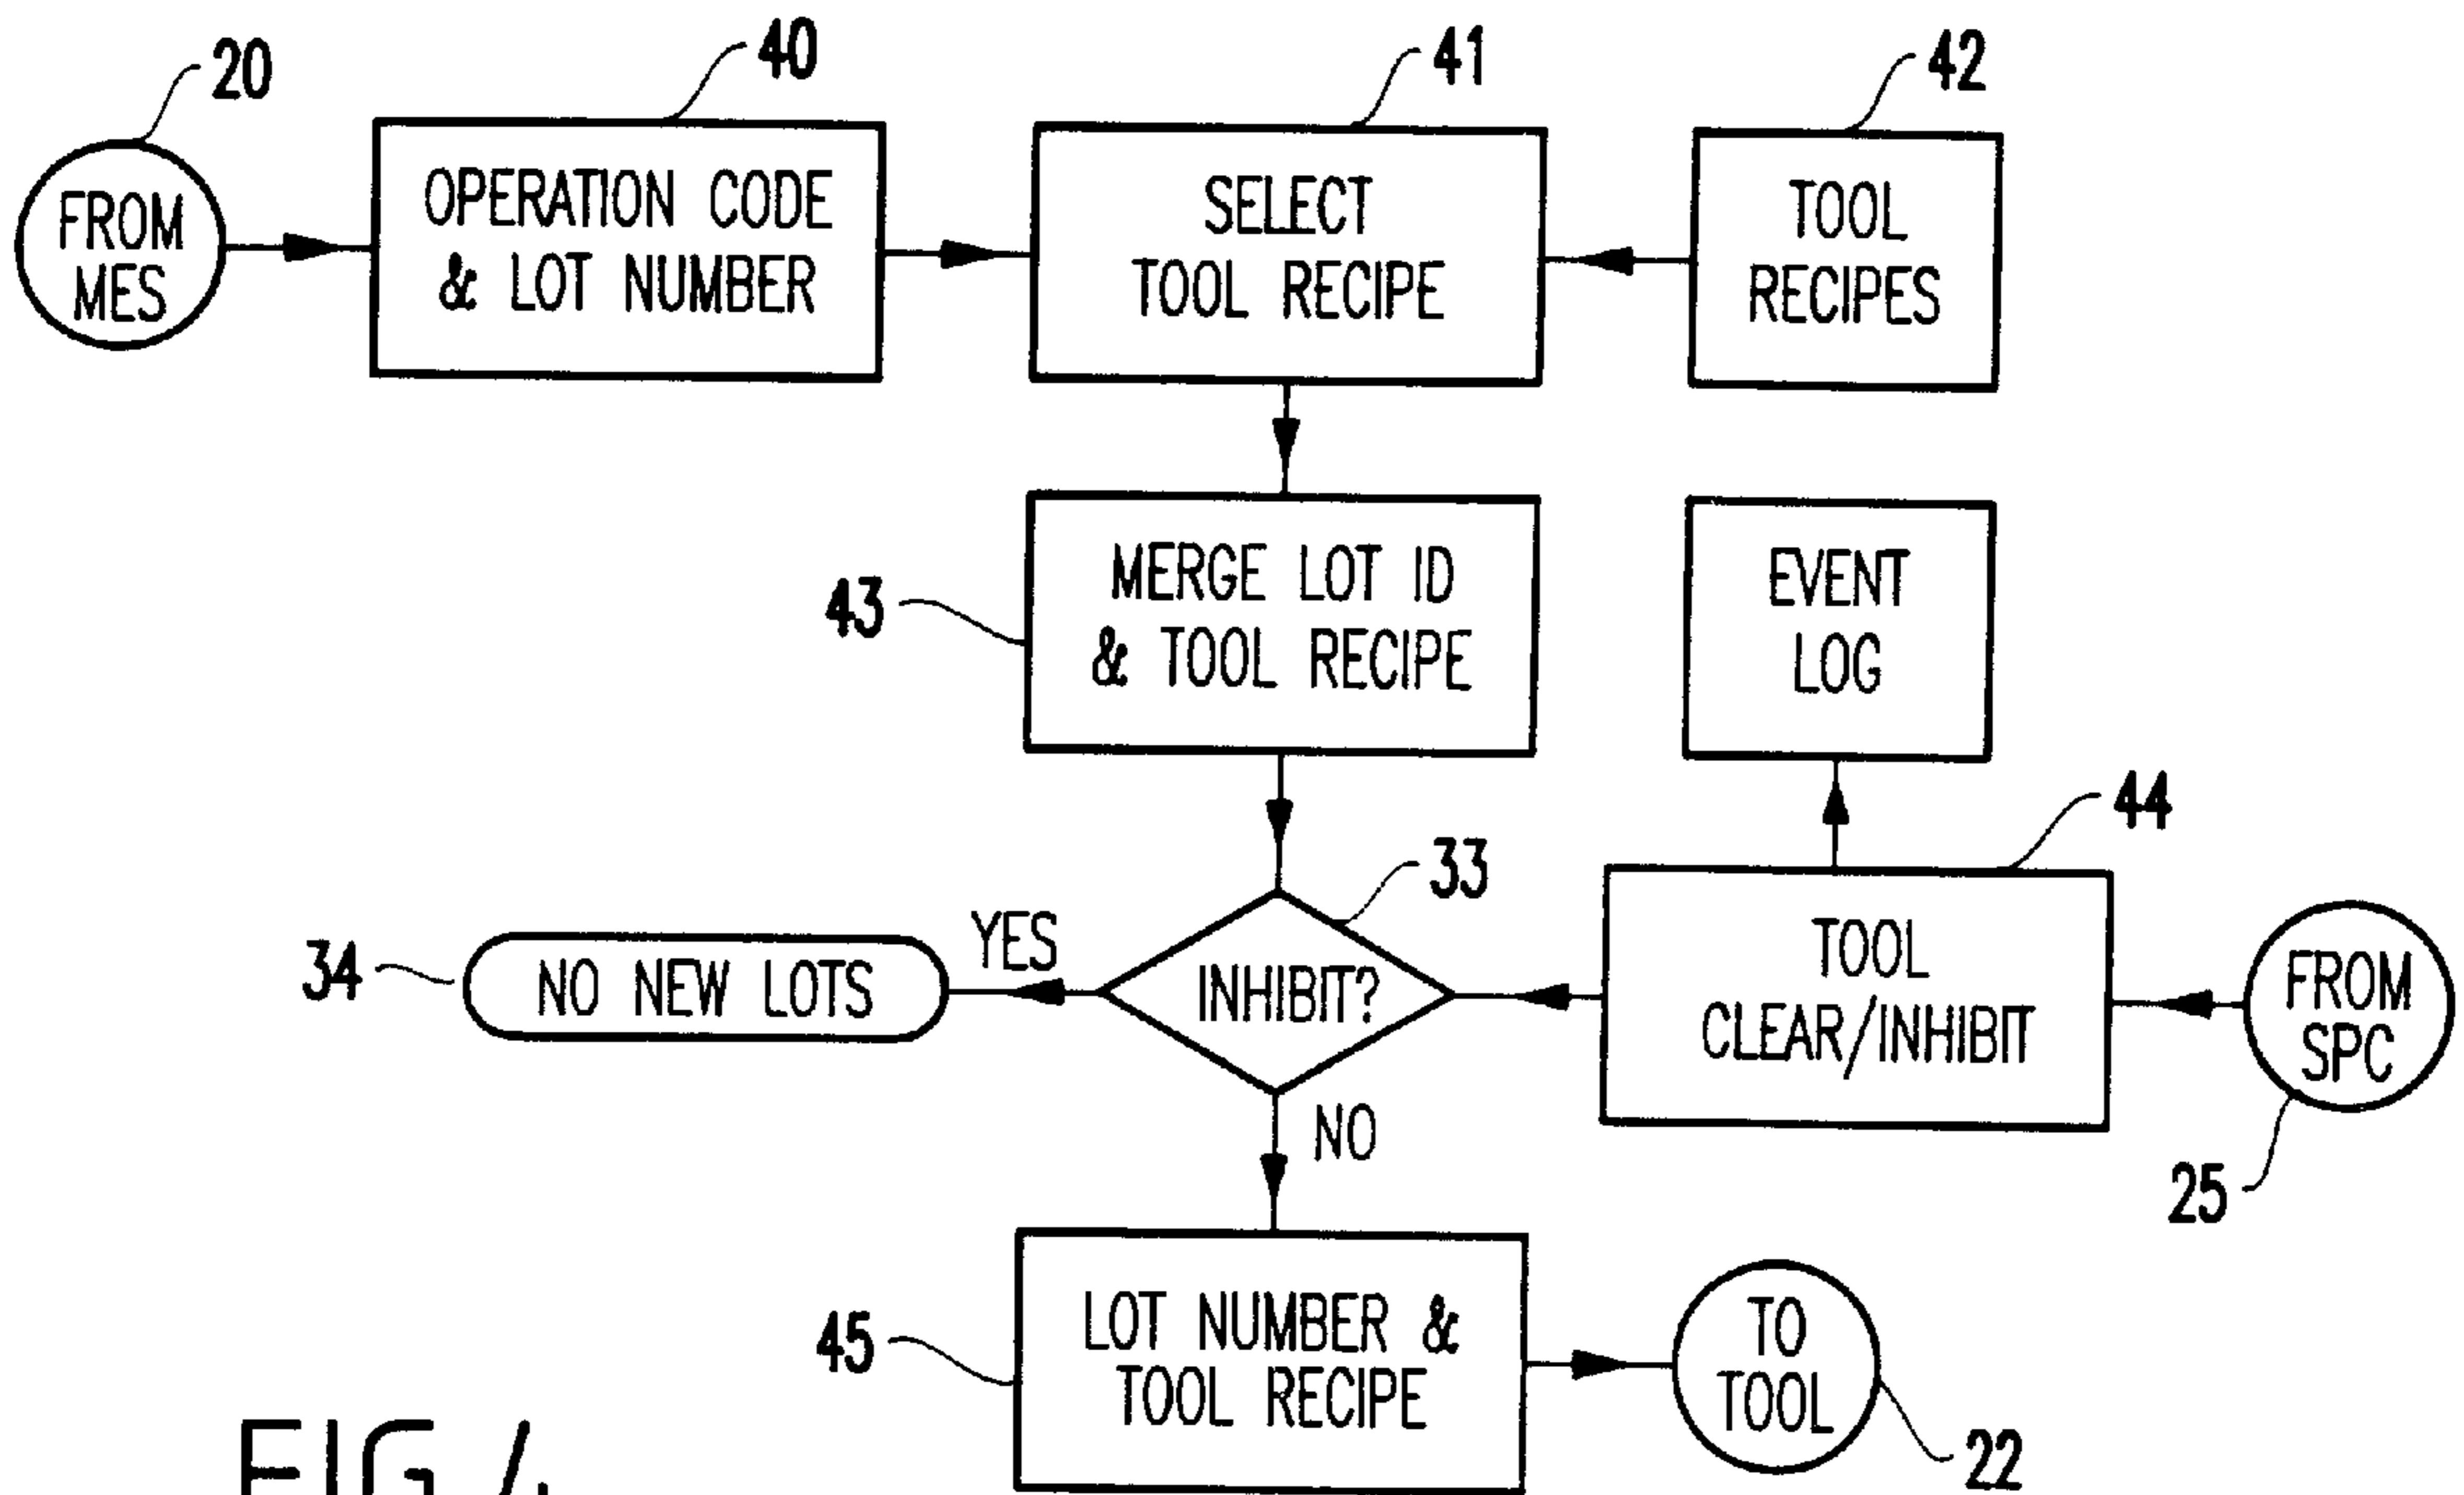 20
40
41
42
FROM
MES
OPERATION CODE
& LOT NUMBER
SELECT
TOOL RECIPE
TOOL
RECIPES
43
MERGE LOT ID
& TOOL RECIPE
EVENT
LOG
44
33
34
NO NEW LOTS
YES
INHIBIT?
TOOL
CLEAR/INHIBIT
FROM
SPC
NO
25
45
LOT NUMBER &
TOOL RECIPE
TO
TOOL
22
FIG.4